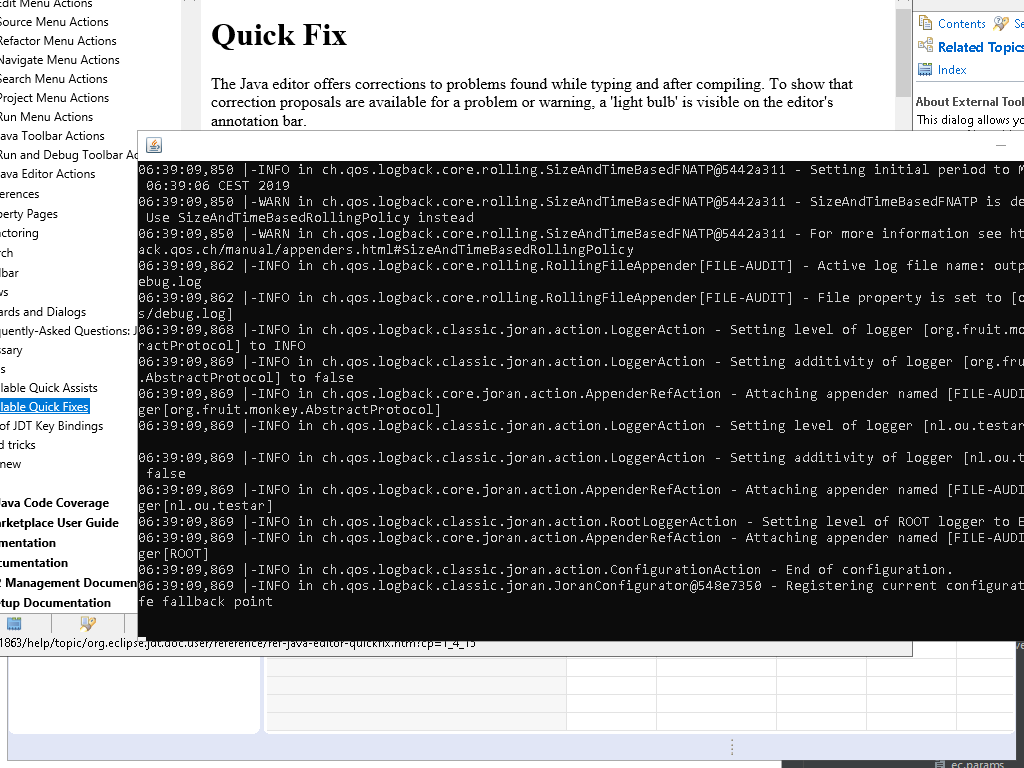 Edit Menu Actions
Source Menu Actions
Refactor Menu Actions
Navigate Menu Actions
Search Menu Actions
Project Menu Actions
Run Menu Actions
ava Toolbar Actions
Run and Debug Toolbar Ac
ava Editor Actions
erences
perty Pages
actoring
rch
lbar
vs
ards and Dialogs
quently-Asked Questions: J
ssary
s
lable Quick Assists
lable Quick Fixes
of JDT Key Bindings
d tricks
new
Java Code Coverage
arketplace User Guide
mentation
cumentation
2 Management Documen
etup Documentation
Quick Fix
The Java editor offers corrections to problems found while typing and after compiling. To show that
correction proposals are available for a problem or warning, a 'light bulb' is visible on the editor's
annotation bar.
Contents Se
Related Topics
Index
About External Tool
This dialog allows yo
06:39:09,850 |-INFO in ch.qos.logback.core.rolling.SizeAndTimeBasedFNATP@5442a311 - Setting initial period to M
06:39:06 CEST 2019
06:39:09,850 |-WARN in ch.qos.logback.core.rolling.SizeAndTimeBasedFNATP@5442a311 - SizeAndTimeBasedFNATP is de
Use SizeAndTimeBasedRollingPolicy instead
06:39:09,850 |-WARN in ch.qos.logback.core.rolling.SizeAndTimeBasedFNATP@5442a311 - For more information see ht
ack.qos.ch/manual/appenders.html#SizeAndTimeBasedRollingPolicy
06:39:09,862 |-INFO in ch.qos.logback.core.rolling.RollingFileAppender[FILE-AUDIT] - Active log file name: outp
ebug.log
06:39:09,862 |-INFO in ch.qos.logback.core.rolling.RollingFileAppender[FILE-AUDIT] - File property is set to [o
s/debug.log]
06:39:09,868 |-INFO in ch.qos.logback.classic.joran.action.LoggerAction - Setting level of logger [org.fruit.mo
ractProtocol] to INFO
06:39:09,869 |-INFO in ch.qos.logback.classic.joran.action.LoggerAction - Setting additivity of logger [org.fru
.AbstractProtocol] to false
06:39:09,869 |-INFO in ch.qos.logback.core.joran.action.AppenderRefAction - Attaching appender named [FILE-AUDI
ger[org.fruit.monkey.AbstractProtocol]
06:39:09,869 |-INFO in ch.qos.logback.classic.joran.action.LoggerAction - Setting level of logger [nl.ou.testar
06:39:09,869 |-INFO in ch.qos.logback.classic.joran.action.LoggerAction - Setting additivity of logger [nl.ou.t
false
06:39:09,869 |-INFO in ch.qos.logback.core.joran.action.AppenderRefAction - Attaching appender named [FILE-AUDI
ger[nl.ou.testar]
06:39:09,869 |-INFO in ch.qos.logback.classic.joran.action.RootLoggerAction - Setting level of ROOT logger to E
06:39:09,869 |-INFO in ch.qos.logback.core.joran.action.AppenderRefAction - Attaching appender named [FILE-AUDI
ger[ROOT]
06:39:09,869 |-INFO in ch.qos.logback.classic.joran.action.ConfigurationAction - End of configuration.
06:39:09,869 |-INFO in ch.qos.logback.classic.joran.JoranConfigurator@548e7350 - Registering current configurat
fe fallback point
1863/help/topic/org.eclipse.jdt.doc.user/reference/ref-java-editor-quickfix.htm?cp=1_4_15
ec.params